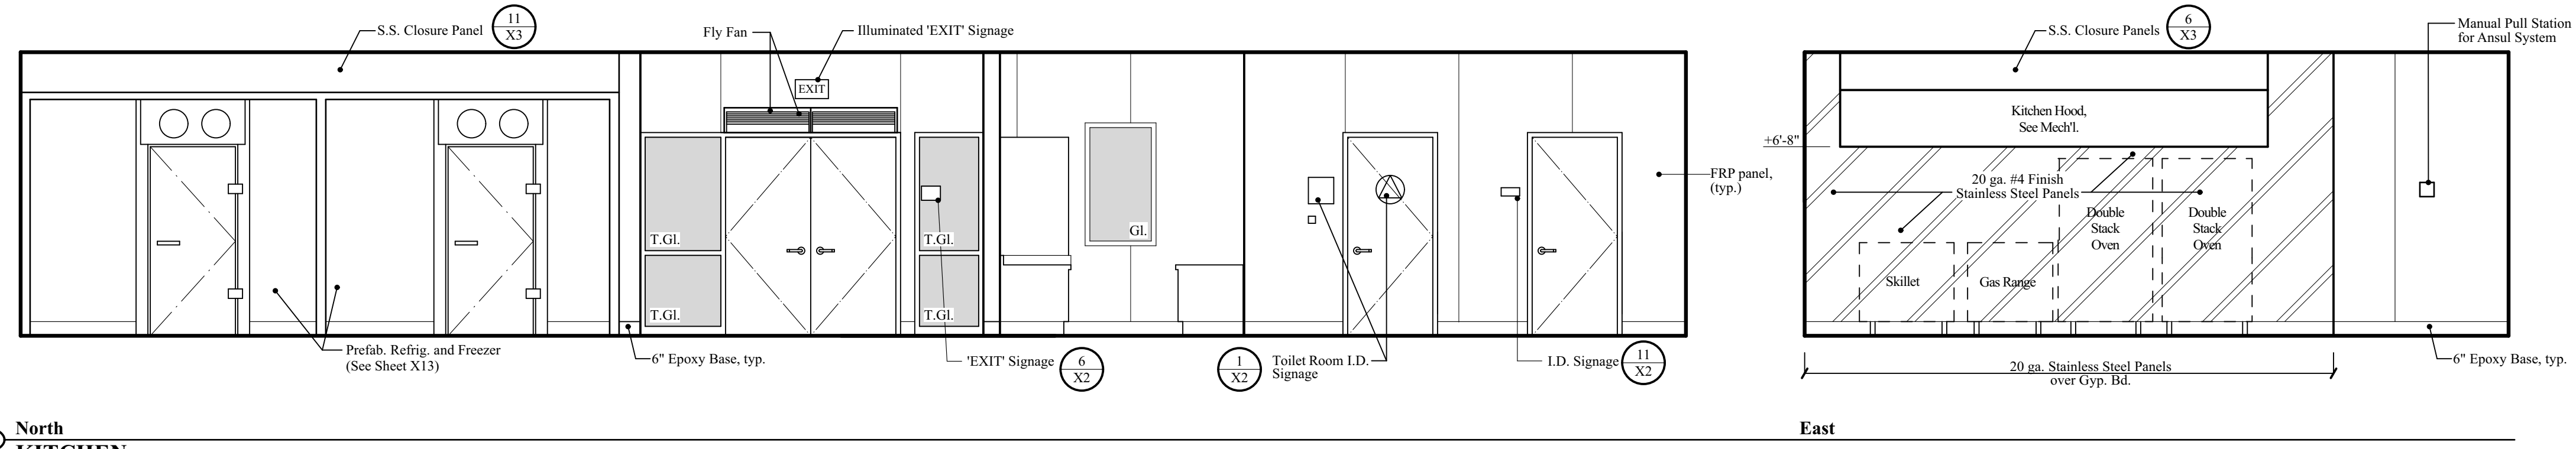 S.S. Closure Panel
11
X3
Fly Fan
Illuminated 'EXIT' Signage
EXIT
T.Gl.
T.Gl.
T.Gl.
T.Gl.
Gl.
FRP panel,
(typ.)
Prefab. Refrig. and Freezer
(See Sheet X13)
6" Epoxy Base, typ.
'EXIT' Signage
6
X2
1
X2
Toilet Room I.D.
Signage
I.D. Signage
11
X2
S.S. Closure Panels
6
X3
Manual Pull Station
for Ansul System
Kitchen Hood,
See Mech'l.
+6'-8"
20 ga. #4 Finish
Stainless Steel Panels
Skillet
Gas Range
Double
Stack
Oven
Double
Stack
Oven
6" Epoxy Base, typ.
20 ga. Stainless Steel Panels
over Gyp. Bd.
North
East
KITCHEN